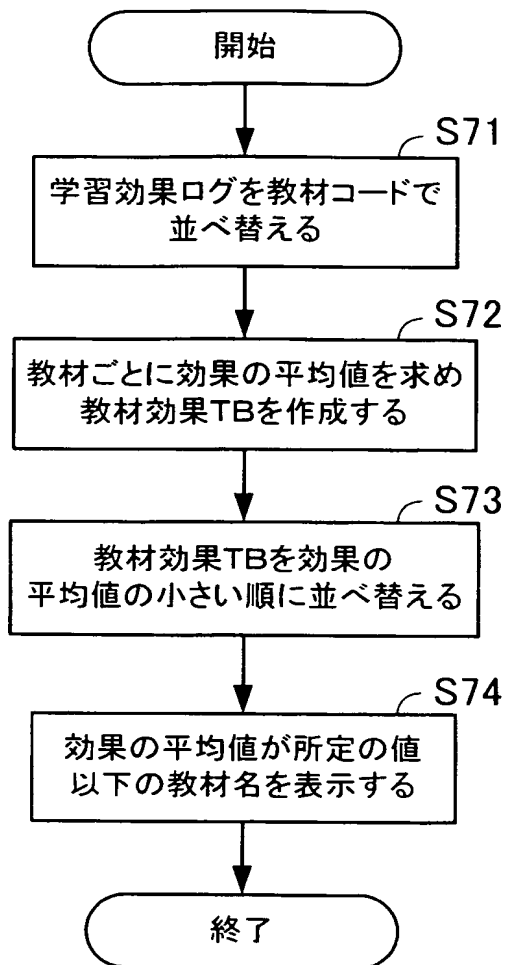 開始
S71
学習効果ログを教材コードで
並べ替える
S72
教材ごとに効果の平均値を求め
教材効果TBを作成する
S73
教材効果TBを効果の
平均値の小さい順に並べ替える
S74
効果の平均値が所定の値
以下の教材名を表示する
終了